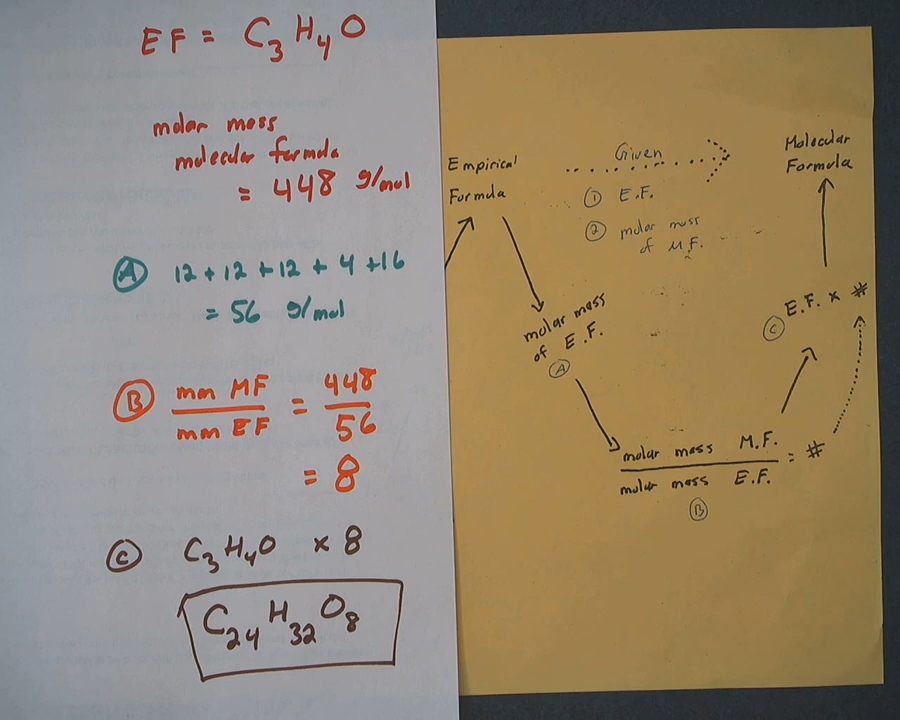 EF = C₃H₄O
molar mass
molecular formula
= 448 g/mol
Ⓐ 12 + 12 + 12 + 4 + 16
= 56 g/mol
Ⓑ mm MF / mm EF = 448 / 56
= 8
Ⓒ C₃H₄O × 8
C₂₄H₃₂O₈
Empirical
Formula
Given
① E.F.
② molar mass
of M.F.
Molecular
Formula
molar mass
of E.F.
Ⓐ
Ⓒ E.F. × #
molar mass M.F. / molar mass E.F. = #
Ⓑ